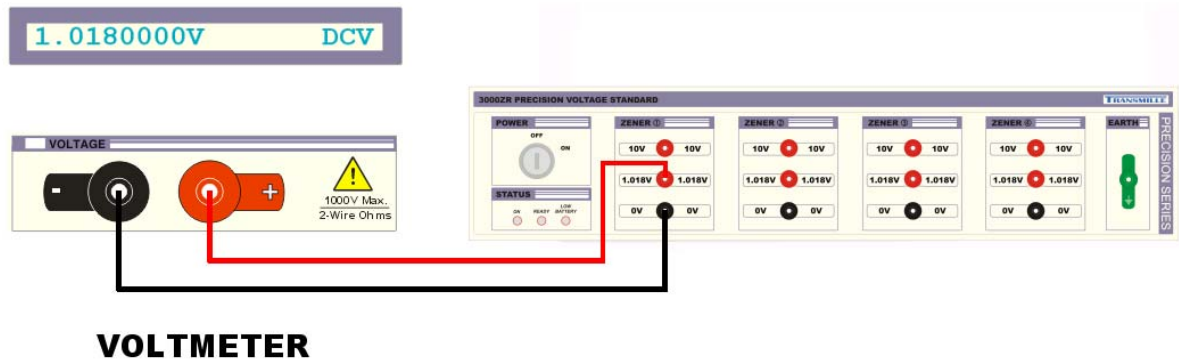 1.0180000V DCV
3000ZR PRECISION VOLTAGE STANDARD TRANSMILLE
POWER ZENER ① ZENER ② ZENER ③ ZENER ④ EARTH
OFF
ON
10V 10V 10V 10V 10V 10V 10V 10V
1.018V 1.018V 1.018V 1.018V 1.018V 1.018V 1.018V 1.018V
STATUS
ON READY LOW BATTERY
0V 0V 0V 0V 0V 0V 0V 0V
PRECISION SERIES
VOLTAGE
- +
!
1000V Max.
2-Wire Ohms
VOLTMETER